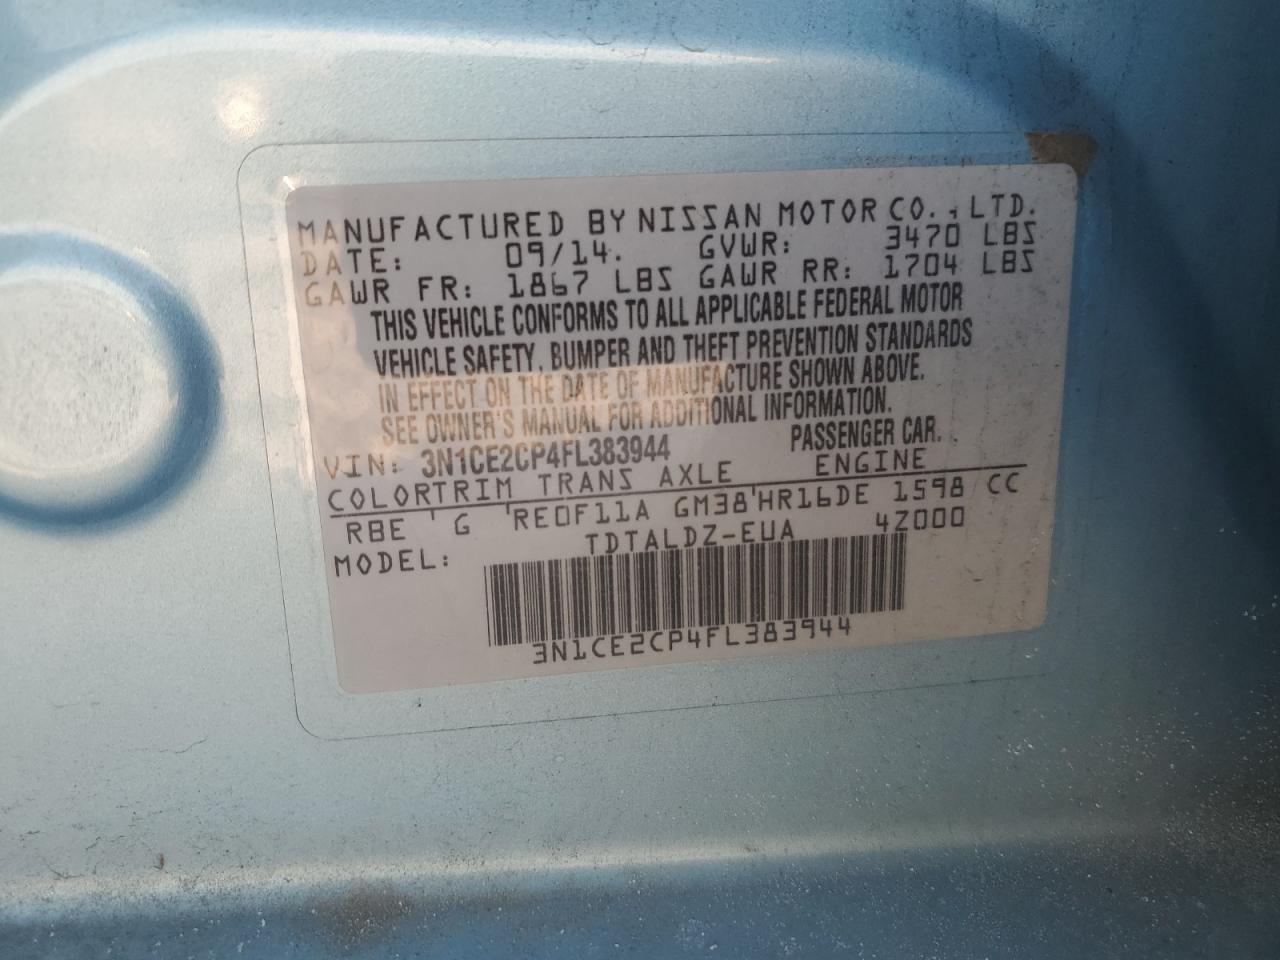 MANUFACTURED BY NISSAN MOTOR CO., LTD.
DATE: 09/14. GVWR: 3470 LBS
GAWR FR: 1867 LBS GAWR RR: 1704 LBS
THIS VEHICLE CONFORMS TO ALL APPLICABLE FEDERAL MOTOR
VEHICLE SAFETY, BUMPER AND THEFT PREVENTION STANDARDS
IN EFFECT ON THE DATE OF MANUFACTURE SHOWN ABOVE.
SEE OWNER'S MANUAL FOR ADDITIONAL INFORMATION.
VIN: 3N1CE2CP4FL383944 PASSENGER CAR.
COLORTRIM TRANS AXLE ENGINE
RBE ' G ' RE0F11A GM38 ' HR16DE 1598 CC
MODEL: TDTALDZ-EUA 4Z000
3N1CE2CP4FL383944